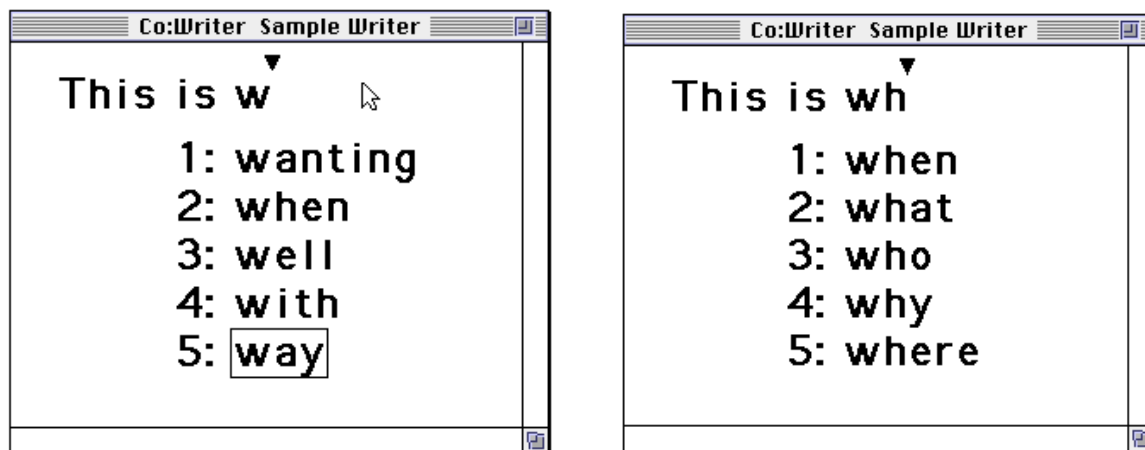 Co:Writer Sample Writer
This is w
1: wanting
2: when
3: well
4: with
5: way
Co:Writer Sample Writer
This is wh
1: when
2: what
3: who
4: why
5: where